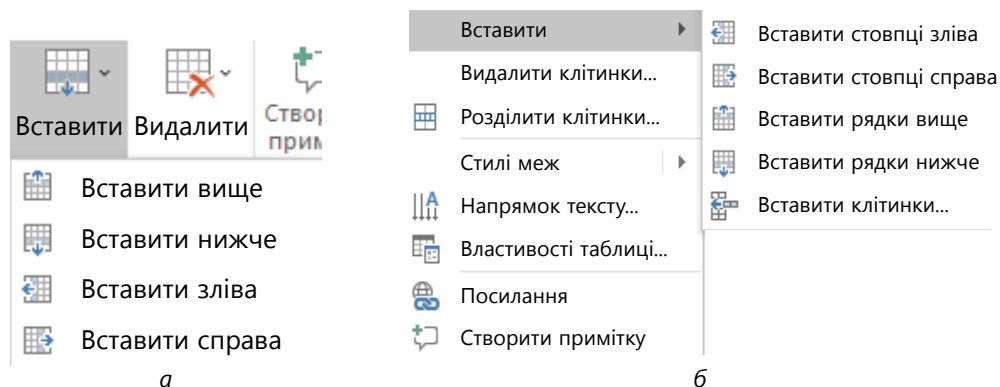 Вставити Видалити
Вставити вище
Вставити нижче
Вставити зліва
Вставити справа
а
Вставити
Видалити клітинки...
Розділити клітинки...
Стилі меж
Напрямок тексту...
Властивості таблиці...
Посилання
Створити примітку
Вставити стовпці зліва
Вставити стовпці справа
Вставити рядки вище
Вставити рядки нижче
Вставити клітинки...
б